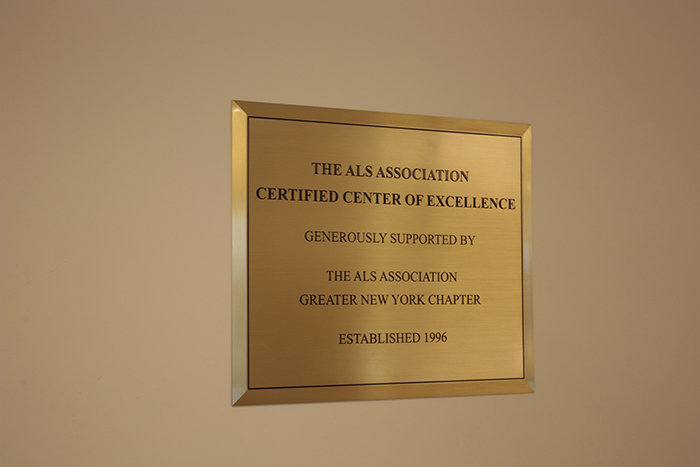 THE ALS ASSOCIATION
CERTIFIED CENTER OF EXCELLENCE
GENEROUSLY SUPPORTED BY
THE ALS ASSOCIATION
GREATER NEW YORK CHAPTER
ESTABLISHED 1996